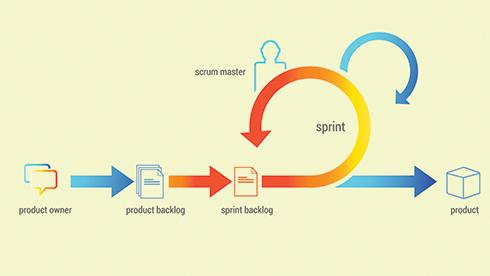 scrum master
sprint
product owner
product backlog
sprint backlog
product